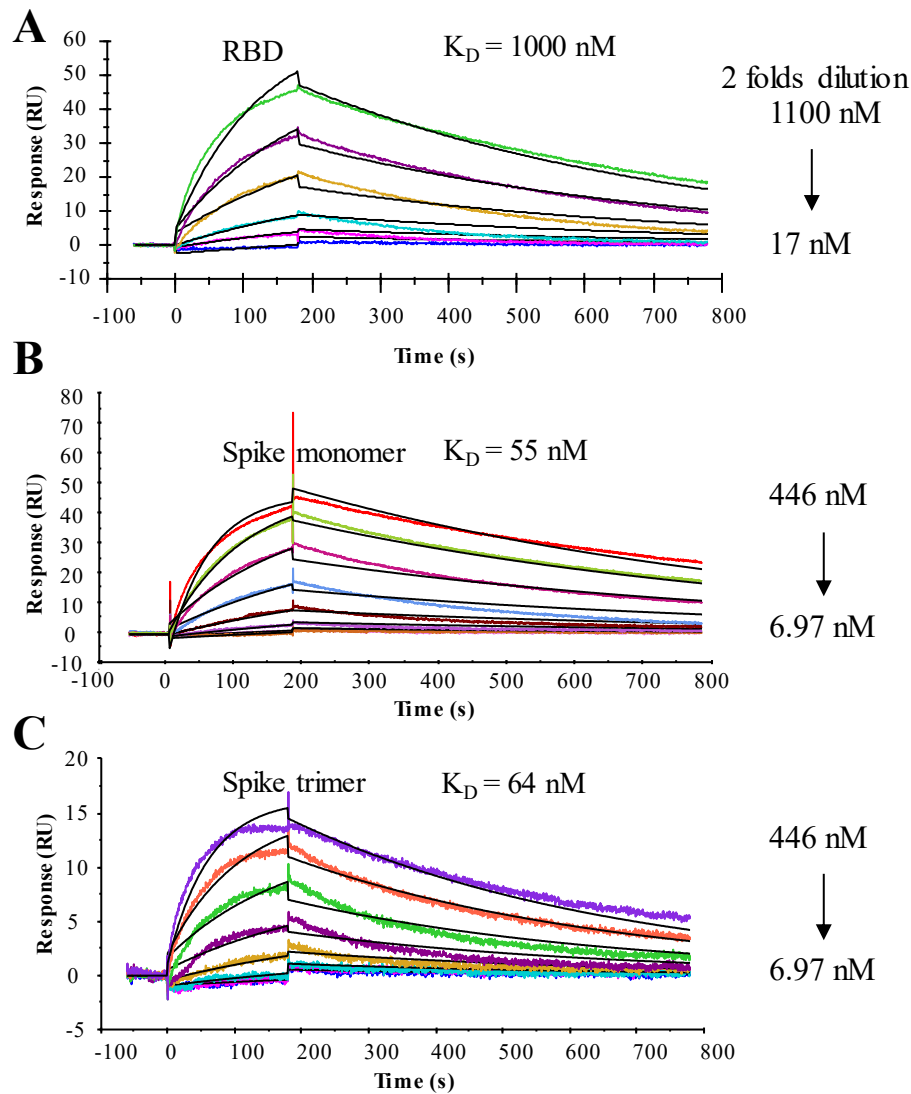 A
RBD
K_D = 1000 nM
2 folds dilution
1100 nM
17 nM
Response (RU)
60
50
40
30
20
10
0
-10
-100 0 100 200 300 400 500 600 700 800
Time (s)
B
Spike monomer
K_D = 55 nM
446 nM
6.97 nM
Response (RU)
80
70
60
50
40
30
20
10
0
-10
-100 0 100 200 300 400 500 600 700 800
Time (s)
C
Spike trimer
K_D = 64 nM
446 nM
6.97 nM
Response (RU)
20
15
10
5
0
-5
-100 0 100 200 300 400 500 600 700 800
Time (s)